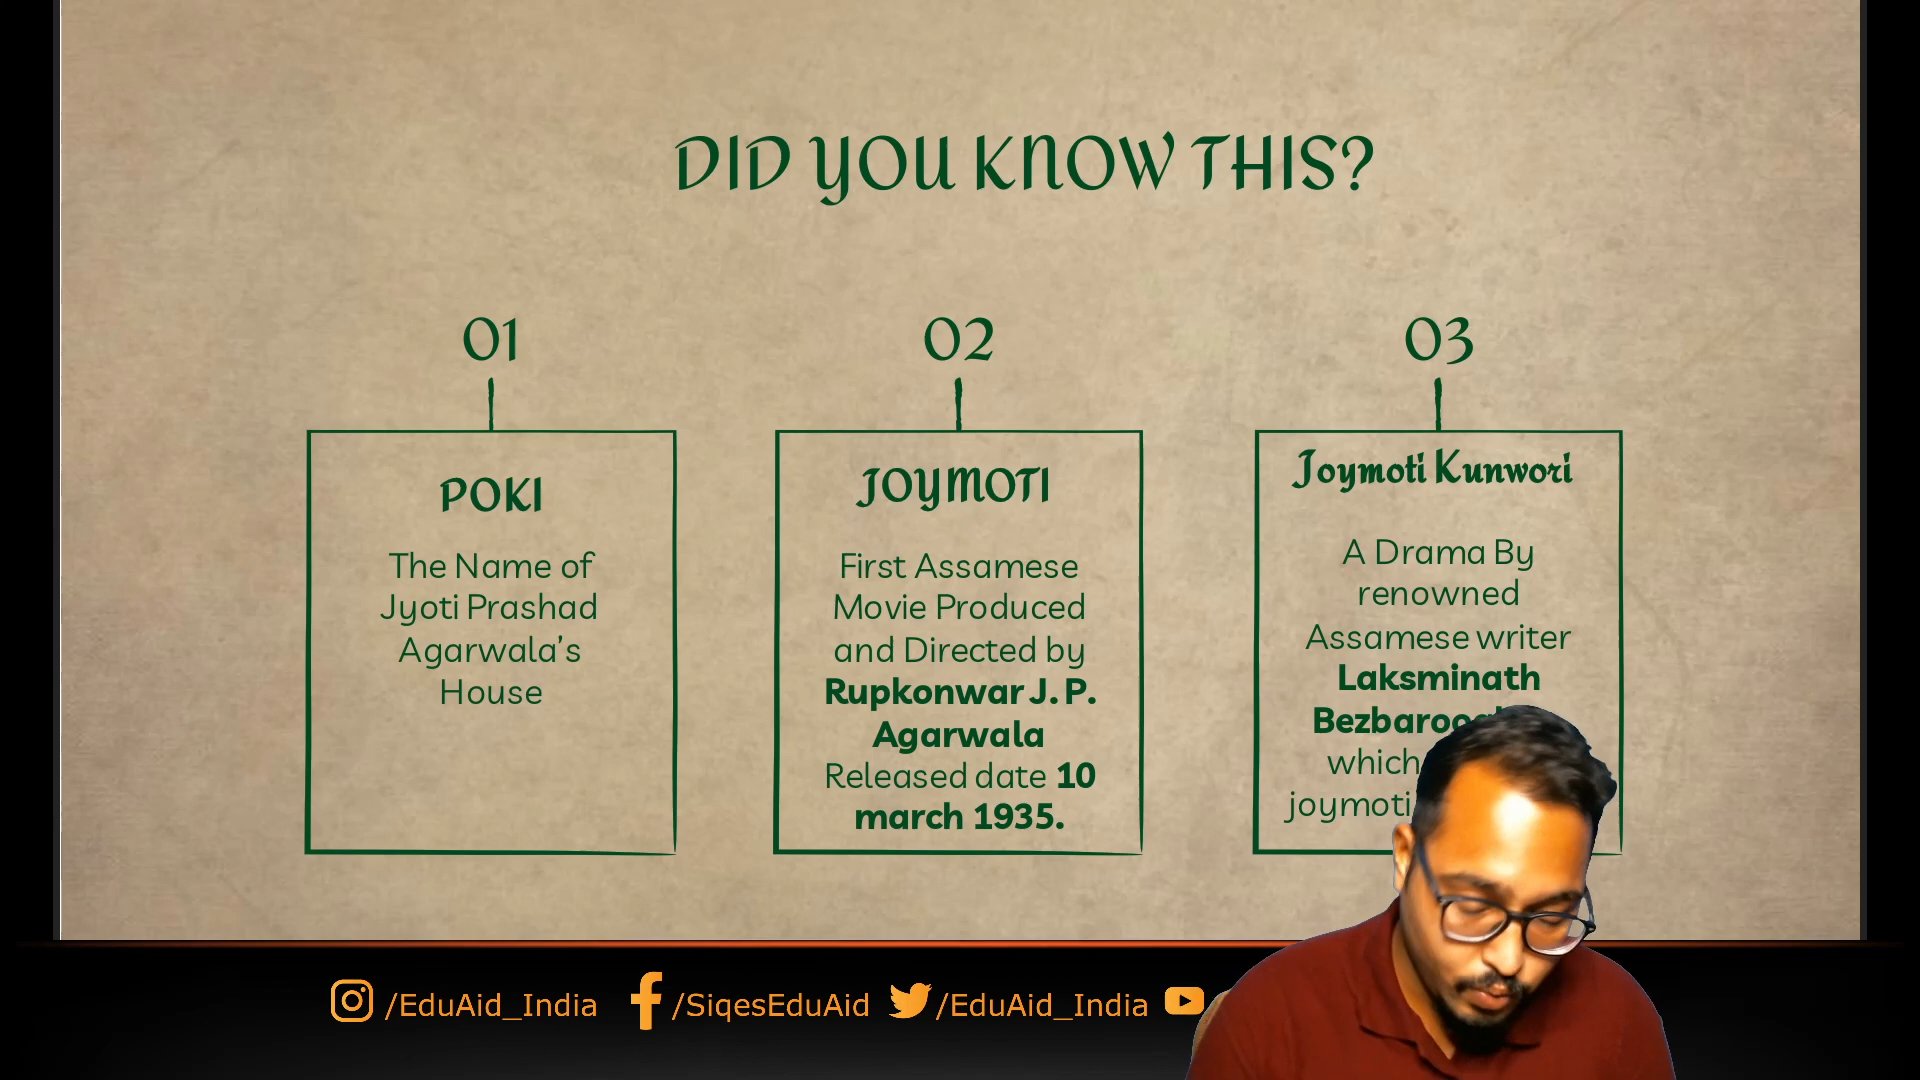 DID YOU KNOW THIS?
01
POKI
The Name of
Jyoti Prashad
Agarwala's
House
02
JOYMOTI
First Assamese
Movie Produced
and Directed by
Rupkonwar J. P.
Agarwala
Released date 10
march 1935.
03
Joymoti Kunwori
A Drama By
renowned
Assamese writer
Laksminath
which
joymoti
/EduAid_India
/SiqesEduAid
/EduAid_India